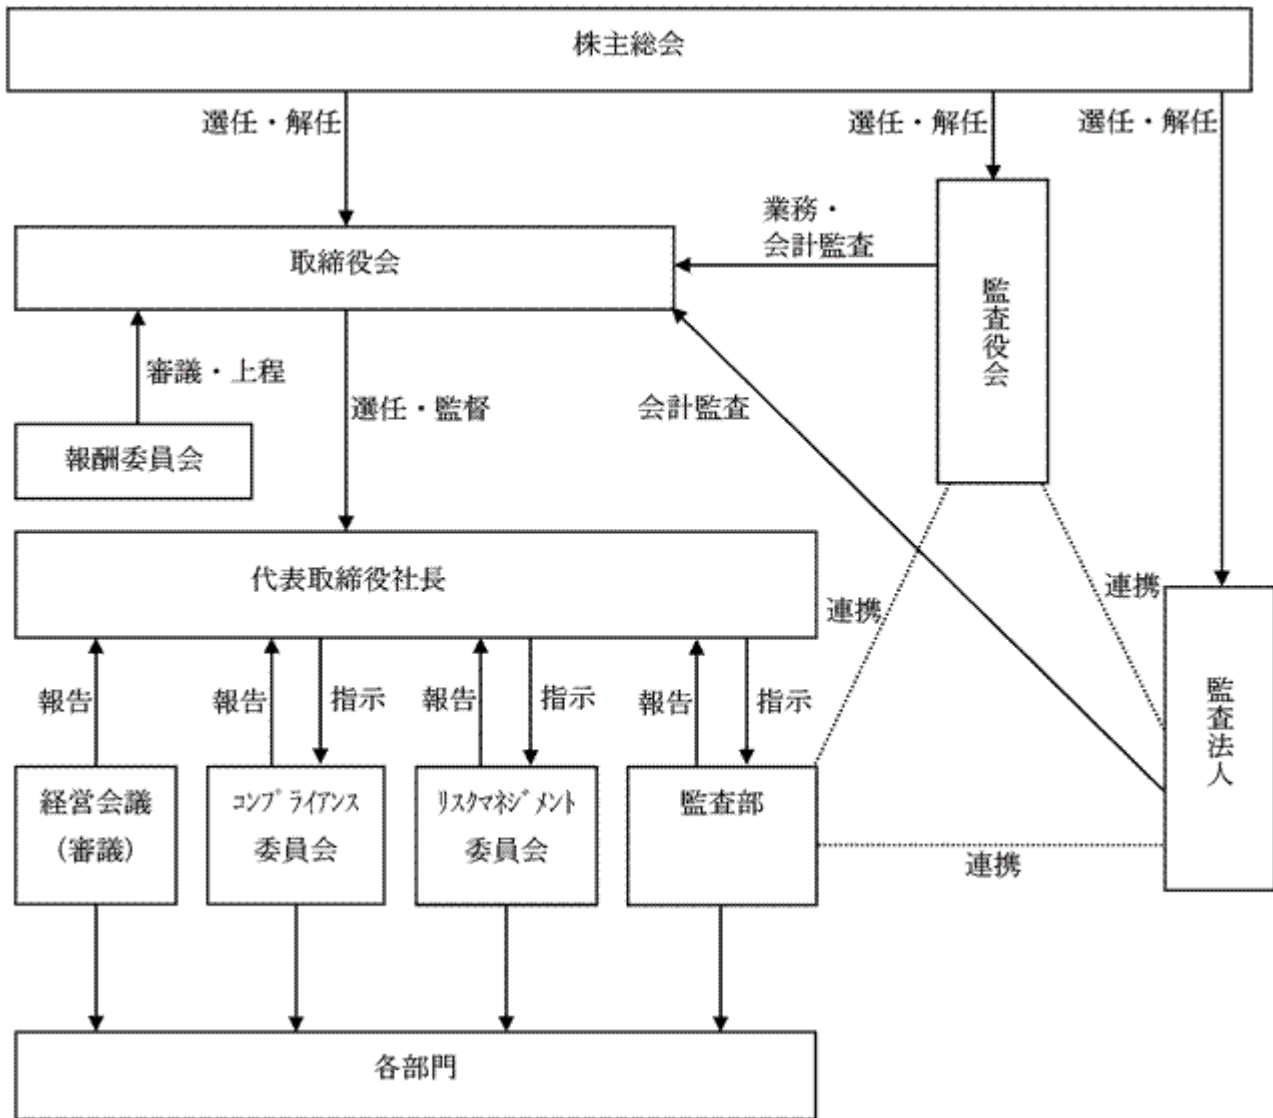 株主総会
選任・解任
選任・解任
選任・解任
業務・
会計監査
取締役会
監査役会
審議・上程
選任・監督
会計監査
報酬委員会
代表取締役社長
連携
連携
報告
報告
指示
報告
指示
報告
指示
監査法人
経営会議
(審議)
ｺﾝﾌﾟﾗｲｱﾝｽ
委員会
ﾘｽｸﾏﾈｼﾞﾒﾝﾄ
委員会
監査部
連携
各部門